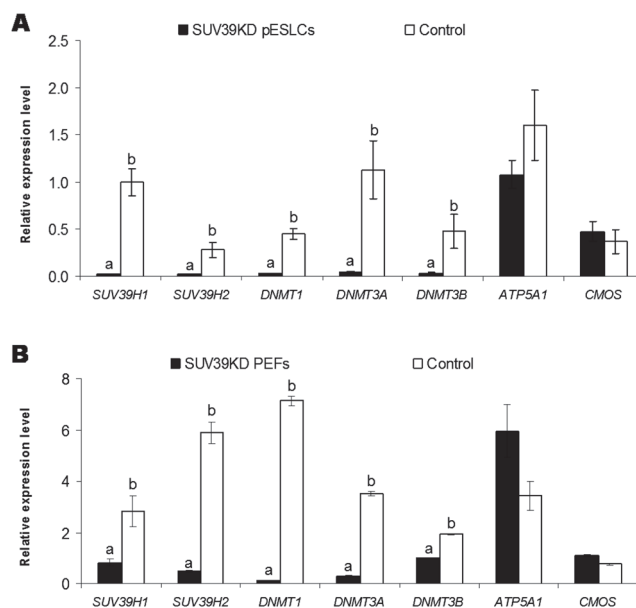 A
SUV39KD pESLCs Control
Relative expression level
2.5
2.0
1.5
1.0
0.5
0.0
a b a b a b a b a b
SUV39H1 SUV39H2 DNMT1 DNMT3A DNMT3B ATP5A1 CMOS
B
SUV39KD PEFs Control
Relative expression level
8
6
4
2
0
a b a b a b a b a b
SUV39H1 SUV39H2 DNMT1 DNMT3A DNMT3B ATP5A1 CMOS